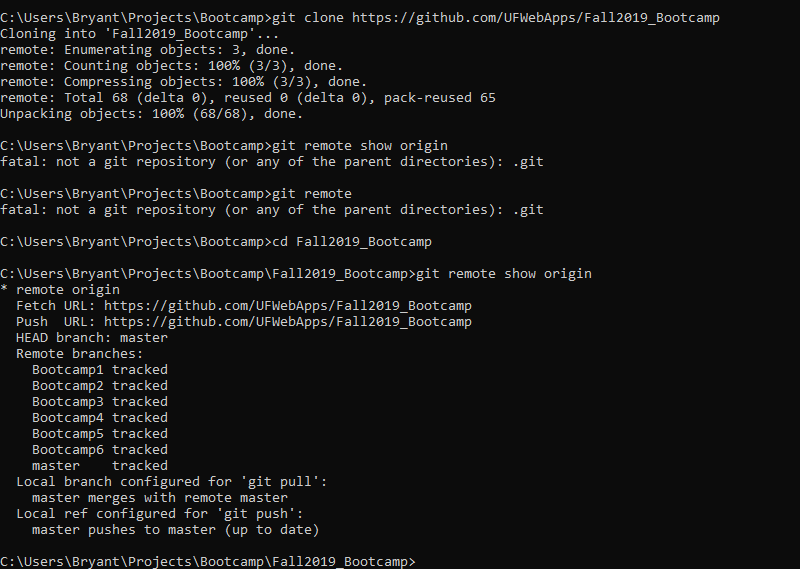 C:\Users\Bryant\Projects\Bootcamp>git clone https://github.com/UFWebApps/Fall2019_Bootcamp
Cloning into 'Fall2019_Bootcamp'...
remote: Enumerating objects: 3, done.
remote: Counting objects: 100% (3/3), done.
remote: Compressing objects: 100% (3/3), done.
remote: Total 68 (delta 0), reused 0 (delta 0), pack-reused 65
Unpacking objects: 100% (68/68), done.

C:\Users\Bryant\Projects\Bootcamp>git remote show origin
fatal: not a git repository (or any of the parent directories): .git

C:\Users\Bryant\Projects\Bootcamp>git remote
fatal: not a git repository (or any of the parent directories): .git

C:\Users\Bryant\Projects\Bootcamp>cd Fall2019_Bootcamp

C:\Users\Bryant\Projects\Bootcamp\Fall2019_Bootcamp>git remote show origin
* remote origin
  Fetch URL: https://github.com/UFWebApps/Fall2019_Bootcamp
  Push  URL: https://github.com/UFWebApps/Fall2019_Bootcamp
  HEAD branch: master
  Remote branches:
    Bootcamp1 tracked
    Bootcamp2 tracked
    Bootcamp3 tracked
    Bootcamp4 tracked
    Bootcamp5 tracked
    Bootcamp6 tracked
    master    tracked
  Local branch configured for 'git pull':
    master merges with remote master
  Local ref configured for 'git push':
    master pushes to master (up to date)

C:\Users\Bryant\Projects\Bootcamp\Fall2019_Bootcamp>